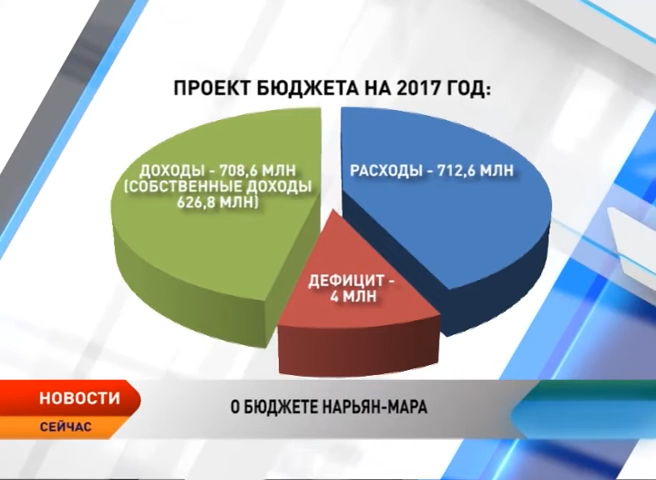 ПРОЕКТ БЮДЖЕТА НА 2017 ГОД:
ДОХОДЫ - 708,6 МЛН
(СОБСТВЕННЫЕ ДОХОДЫ
626,8 МЛН)
РАСХОДЫ - 712,6 МЛН
ДЕФИЦИТ -
4 МЛН
НОВОСТИ
СЕЙЧАС
О БЮДЖЕТЕ НАРЬЯН-МАРА